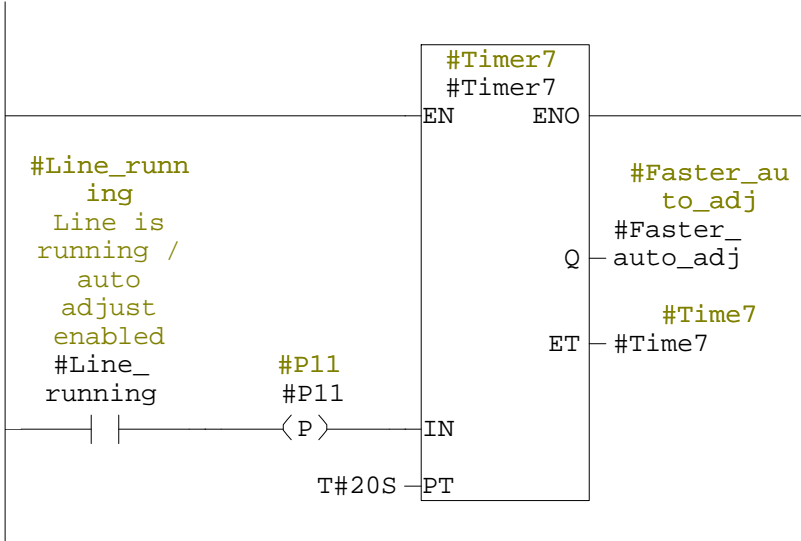 #Timer7
#Timer7
EN ENO
#Line_runn
ing
Line is
running /
auto
adjust
enabled
#Line_
running
#P11
#P11
P
IN
T#20S
PT
#Faster_au
to_adj
#Faster_
auto_adj
Q
#Time7
#Time7
ET